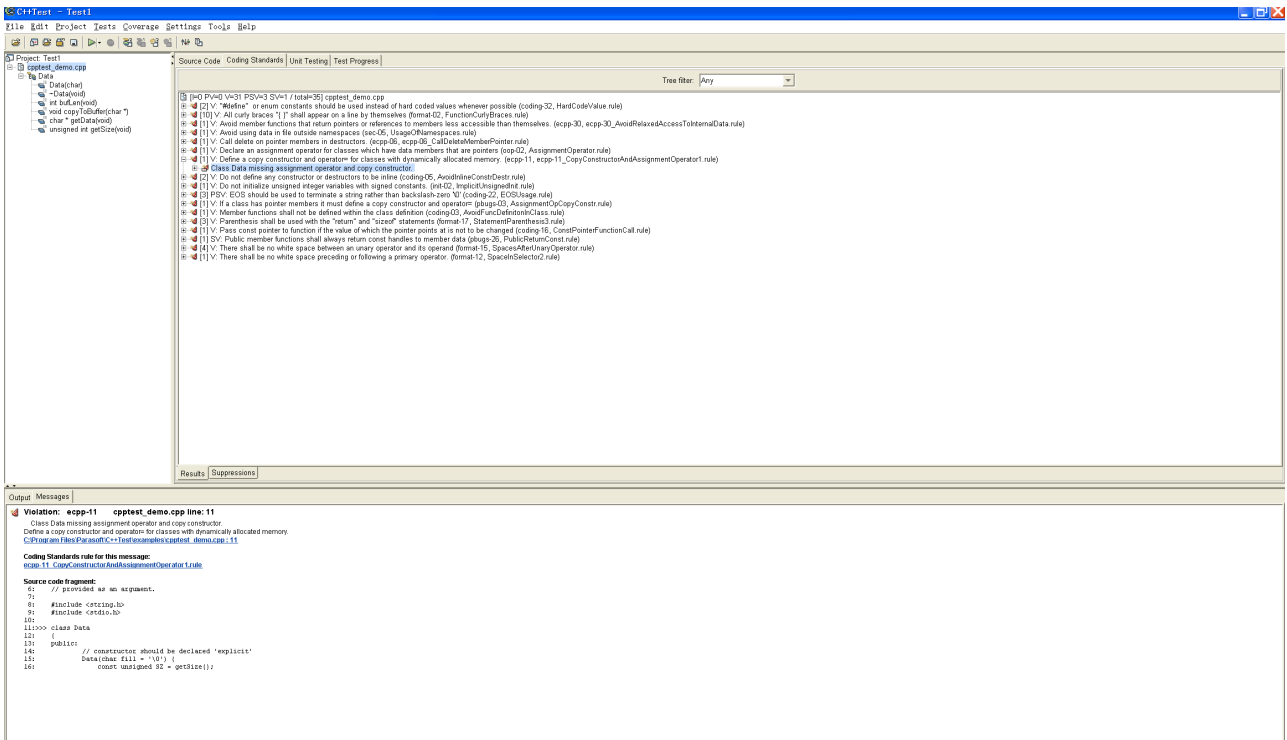 C++Test - Test1
File Edit Project Tests Coverage Settings Tools Help
Project: Test1
cpptest_demo.cpp
Data
Data(char)
~Data(void)
int bufLen(void)
void copyToBuffer(char *)
char * getData(void)
unsigned int getSize(void)
Source Code Coding Standards Unit Testing Test Progress
Tree filter: Any
[I=0 PV=0 V=31 PSV=3 SV=1 / total=35] cpptest_demo.cpp
[2] V: "#define" or enum constants should be used instead of hard coded values whenever possible (coding-32, HardCodeValue.rule)
[10] V: All curly braces "{ }" shall appear on a line by themselves (format-02, FunctionCurlyBraces.rule)
[1] V: Avoid member functions that return pointers or references to members less accessible than themselves. (ecpp-30, ecpp-30_AvoidRelaxedAccessToInternalData.rule)
[1] V: Avoid using data in file outside namespaces (sec-05, UsageOfNamespaces.rule)
[1] V: Call delete on pointer members in destructors. (ecpp-06, ecpp-06_CallDeleteMemberPointer.rule)
[1] V: Declare an assignment operator for classes which have data members that are pointers (oop-02, AssignmentOperator.rule)
[1] V: Define a copy constructor and operator= for classes with dynamically allocated memory. (ecpp-11, ecpp-11_CopyConstructorAndAssignmentOperator1.rule)
Class Data missing assignment operator and copy constructor.
[2] V: Do not define any constructor or destructors to be inline (coding-05, AvoidInlineConstrDestr.rule)
[1] V: Do not initialize unsigned integer variables with signed constants. (init-02, ImplicitUnsignedInit.rule)
[3] PSV: EOS should be used to terminate a string rather than backslash-zero '\0' (coding-22, EOSUsage.rule)
[1] V: If a class has pointer members it must define a copy constructor and operator= (pbugs-03, AssignmentOpCopyConstr.rule)
[1] V: Member functions shall not be defined within the class definition (coding-03, AvoidFuncDefinitonInClass.rule)
[3] V: Parenthesis shall be used with the "return" and "sizeof" statements (format-17, StatementParenthesis3.rule)
[1] V: Pass const pointer to function if the value of which the pointer points at is not to be changed (coding-16, ConstPointerFunctionCall.rule)
[1] SV: Public member functions shall always return const handles to member data (pbugs-26, PublicReturnConst.rule)
[4] V: There shall be no white space between an unary operator and its operand (format-15, SpacesAfterUnaryOperator.rule)
[1] V: There shall be no white space preceding or following a primary operator. (format-12, SpaceInSelector2.rule)
Results Suppressions
Output Messages
Violation: ecpp-11 cpptest_demo.cpp line: 11
Class Data missing assignment operator and copy constructor.
Define a copy constructor and operator= for classes with dynamically allocated memory.
C:\Program Files\Parasoft\C++Test\examples\cpptest_demo.cpp : 11
Coding Standards rule for this message:
ecpp-11_CopyConstructorAndAssignmentOperator1.rule
Source code fragment:
6: // provided as an argument.
7:
8: #include <string.h>
9: #include <stdio.h>
10:
11:>>> class Data
12: {
13: public:
14: // constructor should be declared 'explicit'
15: Data(char fill = '\0') {
16: const unsigned SZ = getSize();